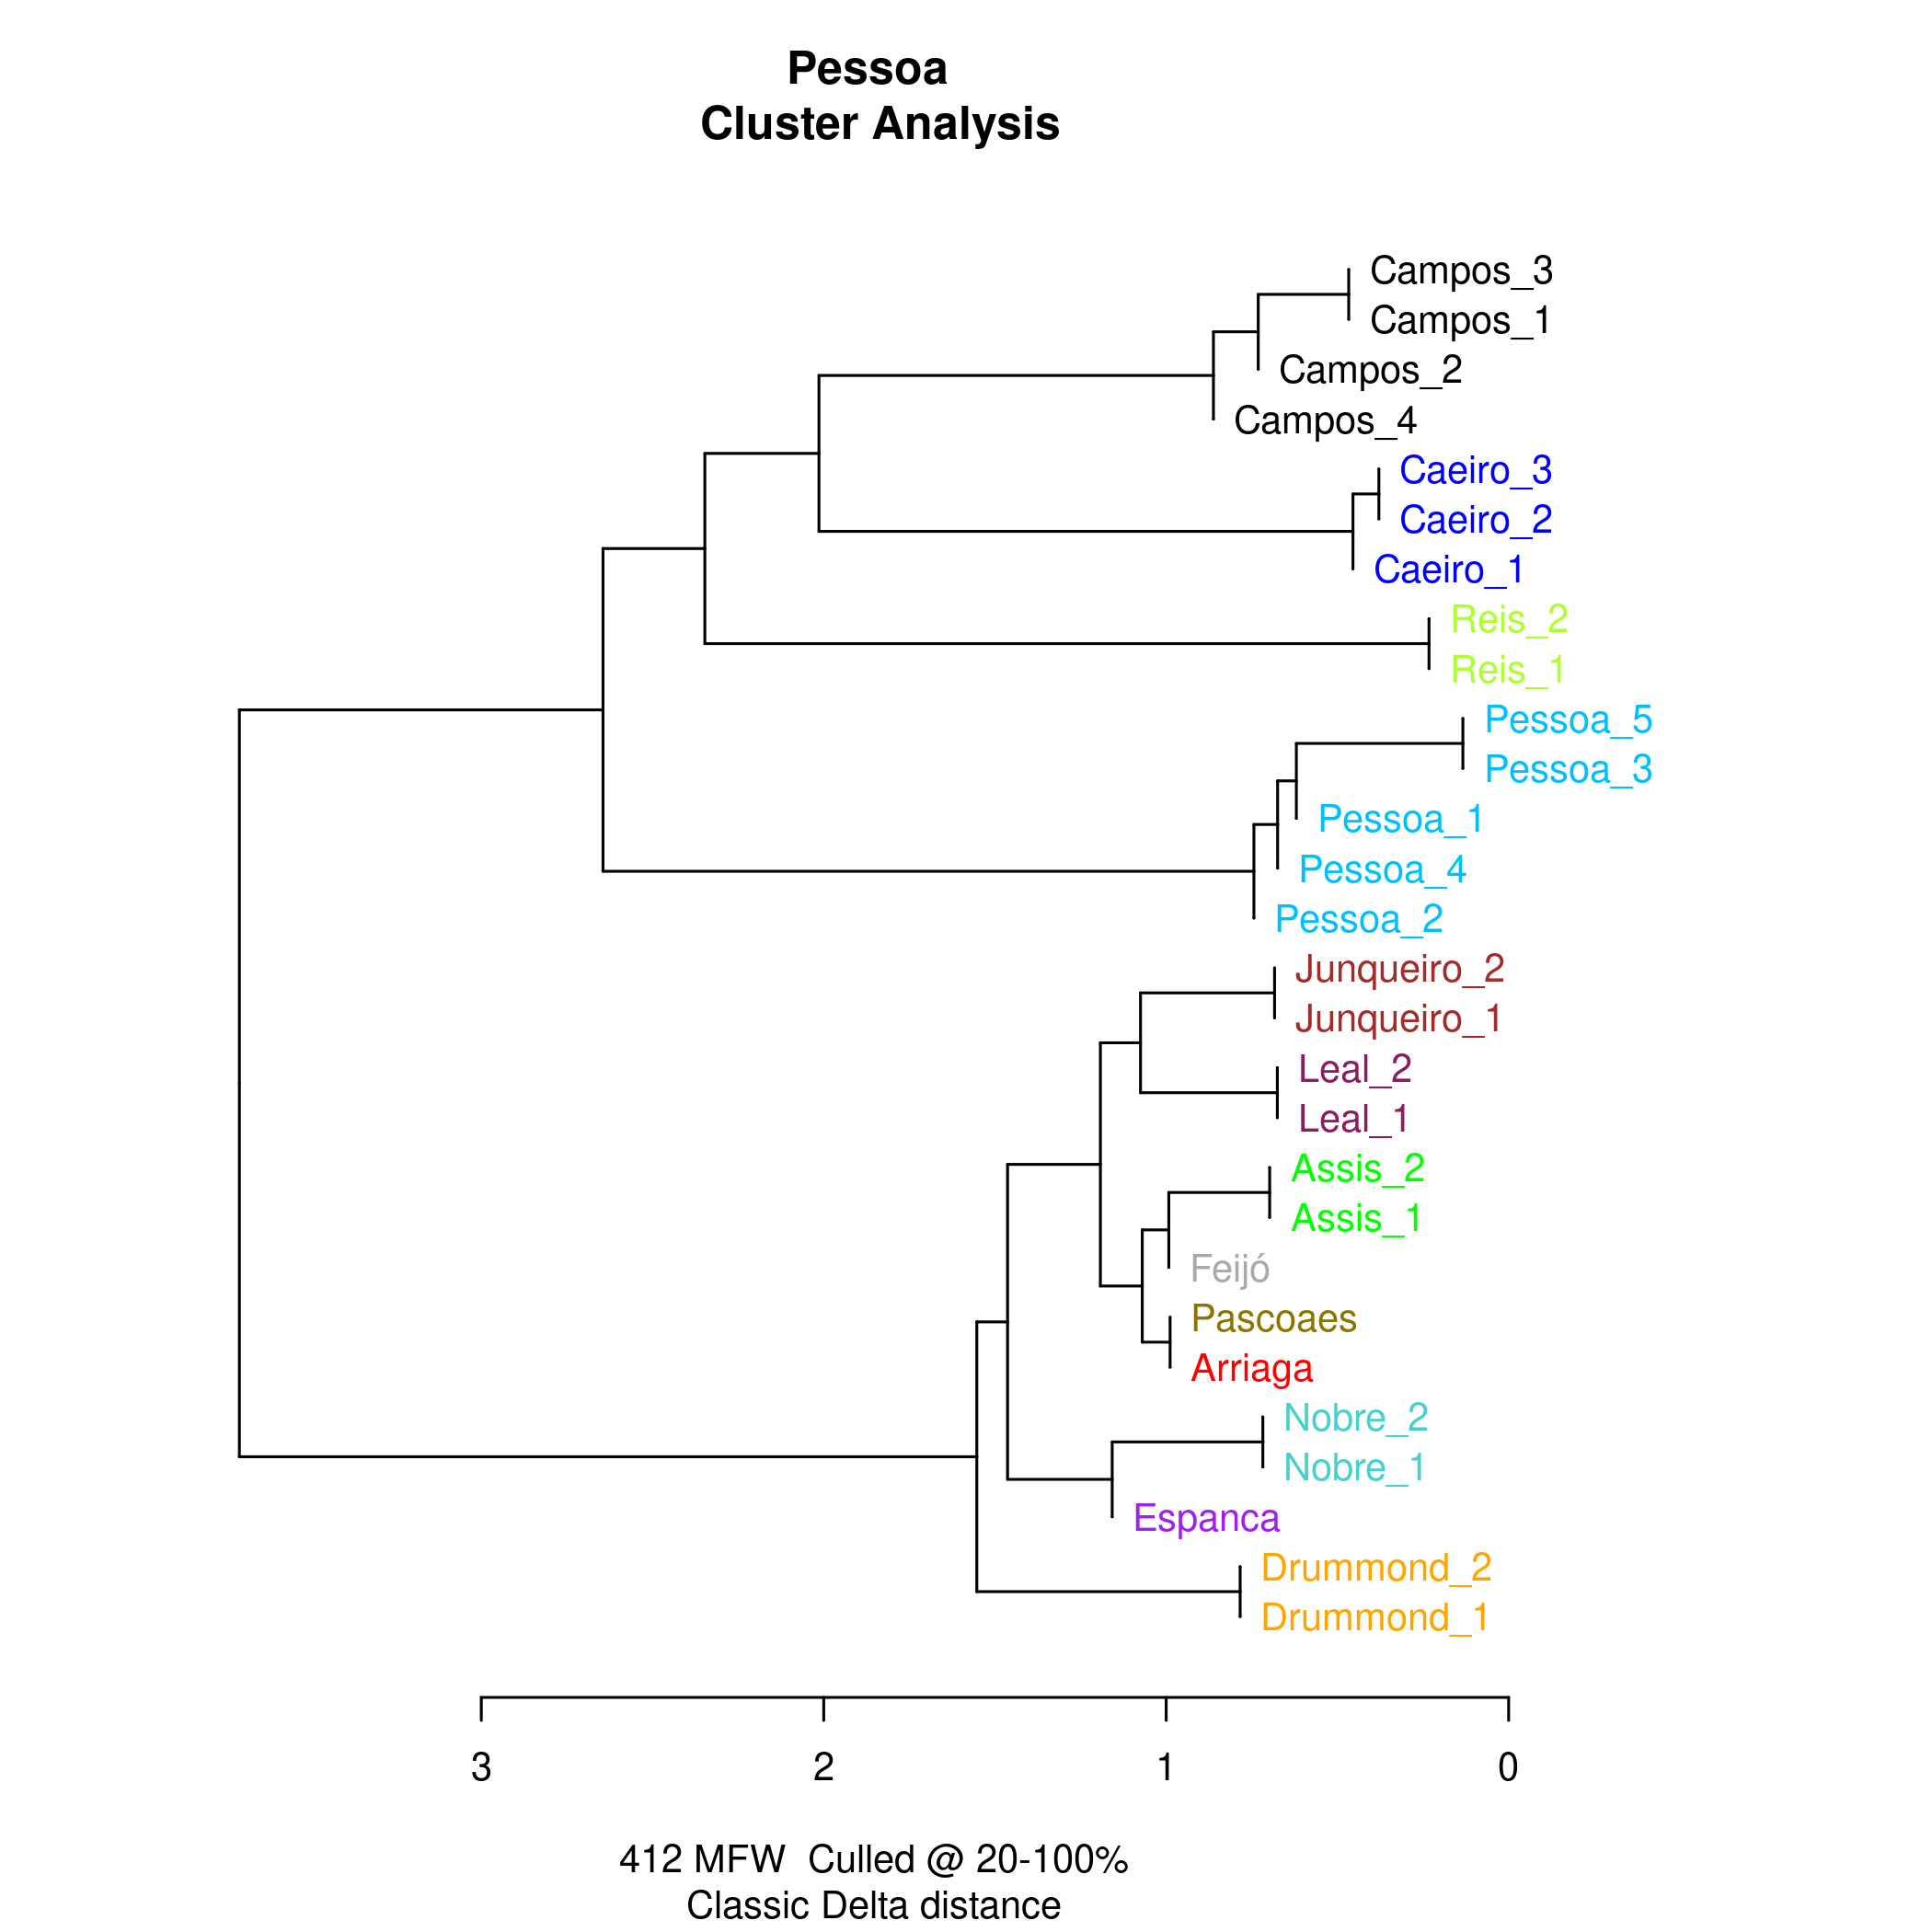 Pessoa
Cluster Analysis
Campos_3
Campos_1
Campos_2
Campos_4
Caeiro_3
Caeiro_2
Caeiro_1
Reis_2
Reis_1
Pessoa_5
Pessoa_3
Pessoa_1
Pessoa_4
Pessoa_2
Junqueiro_2
Junqueiro_1
Leal_2
Leal_1
Assis_2
Assis_1
Feijó
Pascoaes
Arriaga
Nobre_2
Nobre_1
Espanca
Drummond_2
Drummond_1
3 2 1 0
412 MFW  Culled @ 20-100%
Classic Delta distance